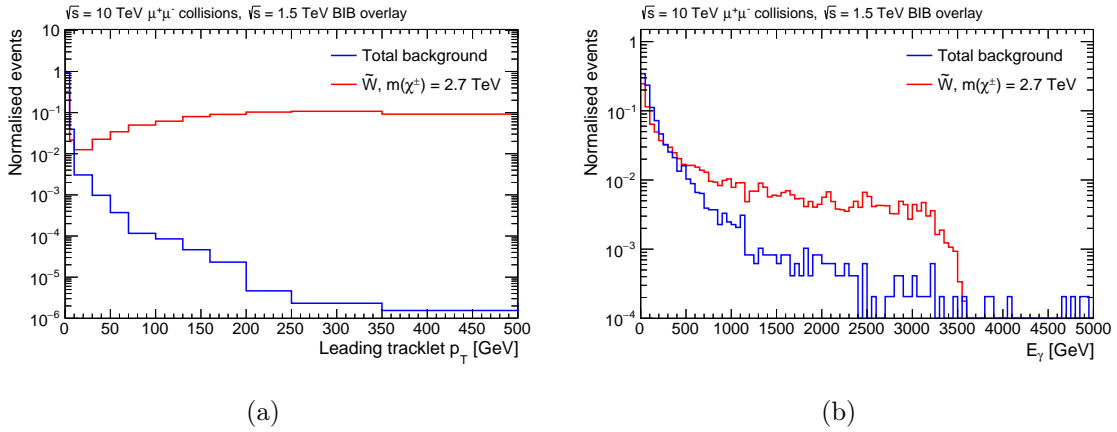 √s = 10 TeV μ⁺μ⁻ collisions, √s = 1.5 TeV BIB overlay
Normalised events
Total background
W̃, m(χ±) = 2.7 TeV
10
1
10⁻¹
10⁻²
10⁻³
10⁻⁴
10⁻⁵
10⁻⁶
0 50 100 150 200 250 300 350 400 450 500
Leading tracklet p_T [GeV]
(a)
√s = 10 TeV μ⁺μ⁻ collisions, √s = 1.5 TeV BIB overlay
Normalised events
Total background
W̃, m(χ±) = 2.7 TeV
1
10⁻¹
10⁻²
10⁻³
10⁻⁴
0 500 1000 1500 2000 2500 3000 3500 4000 4500 5000
E_γ [GeV]
(b)